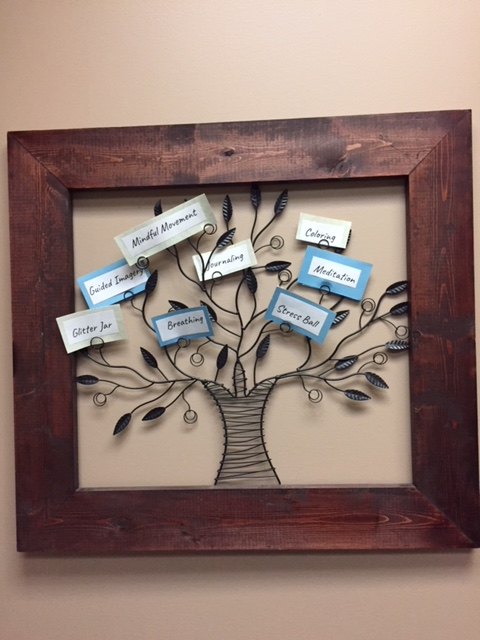 Mindful Movement
Coloring
Journaling
Guided Imagery
Meditation
Glitter Jar
Breathing
Stress Ball